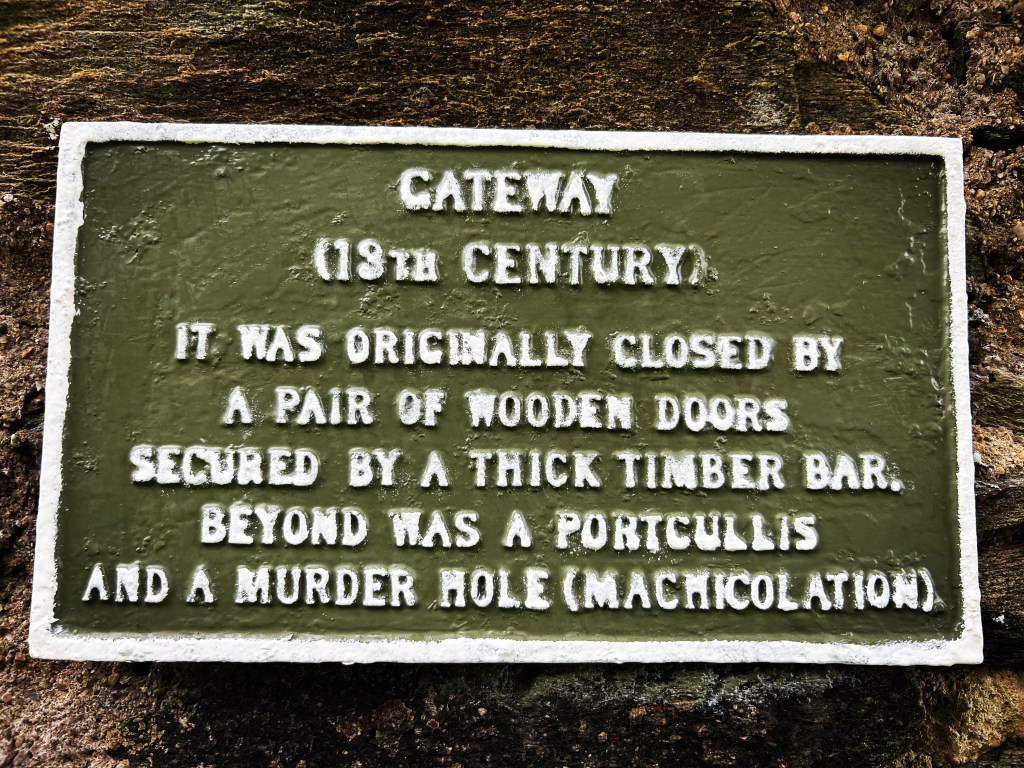 GATEWAY
(13TH CENTURY)
IT WAS ORIGINALLY CLOSED BY
A PAIR OF WOODEN DOORS
SECURED BY A THICK TIMBER BAR.
BEYOND WAS A PORTCULLIS
AND A MURDER HOLE (MACHICOLATION)